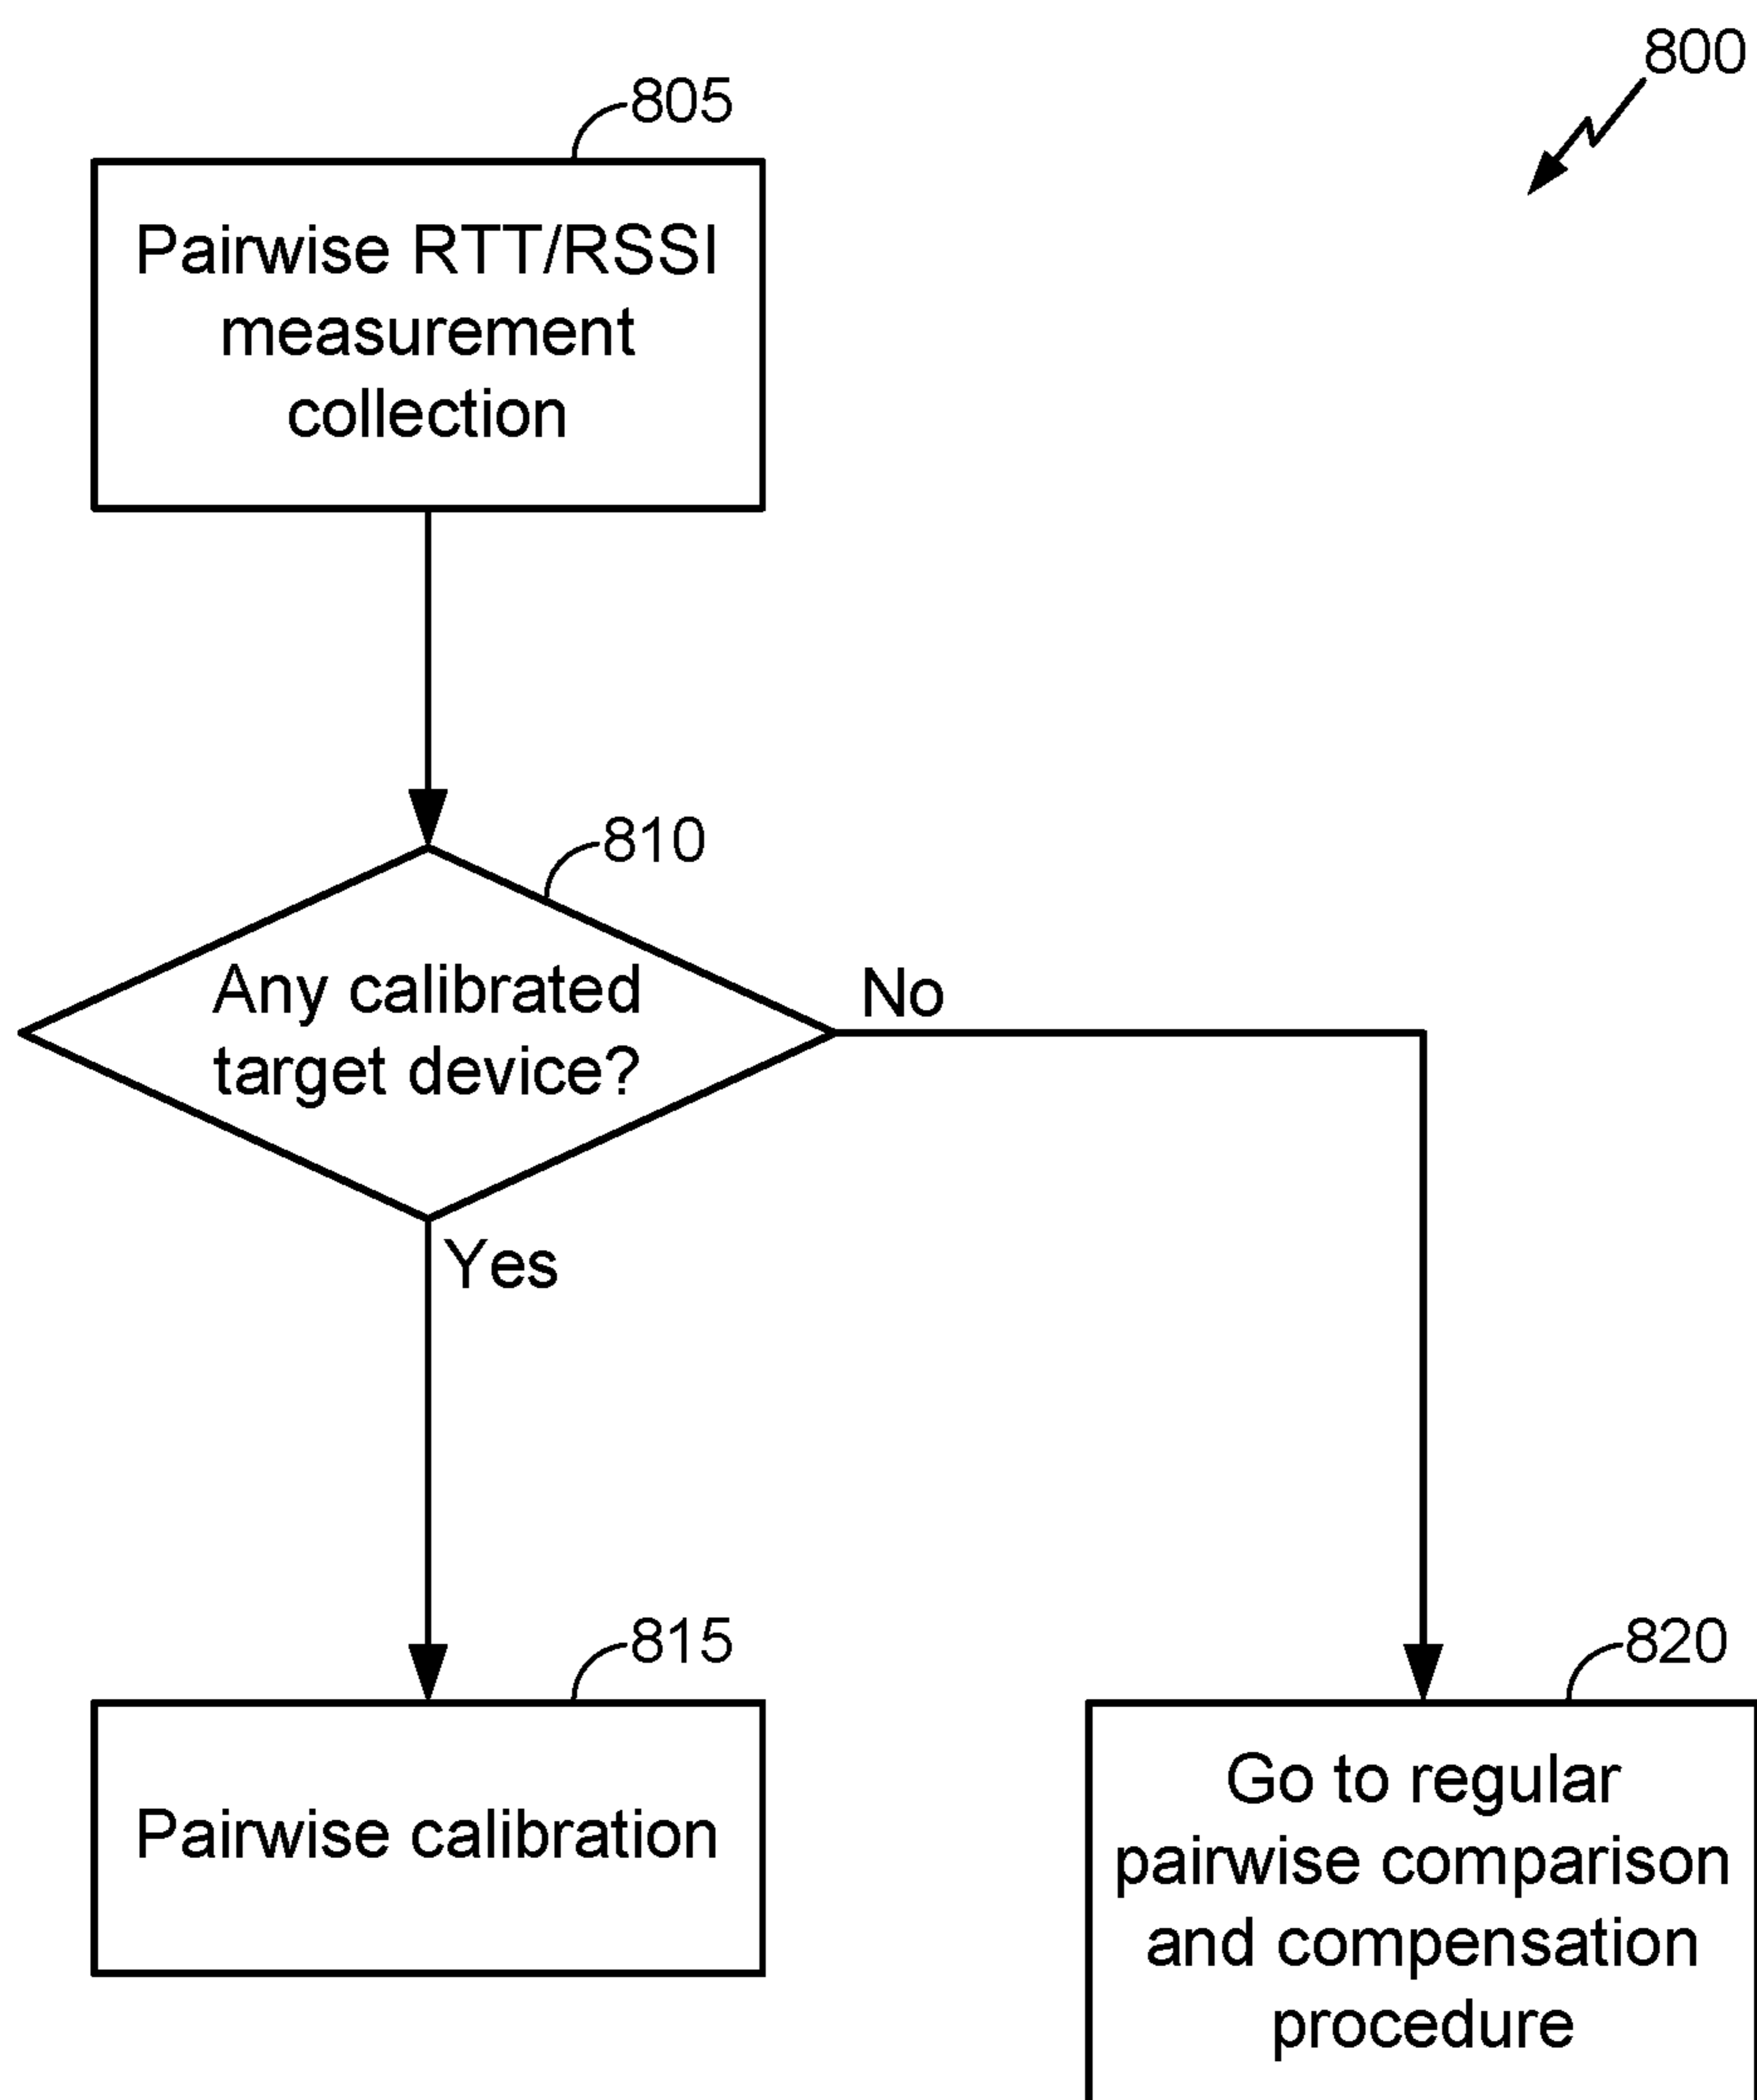 800
805
Pairwise RTT/RSSI
measurement
collection
810
Any calibrated
target device?
No
Yes
815
Pairwise calibration
820
Go to regular
pairwise comparison
and compensation
procedure